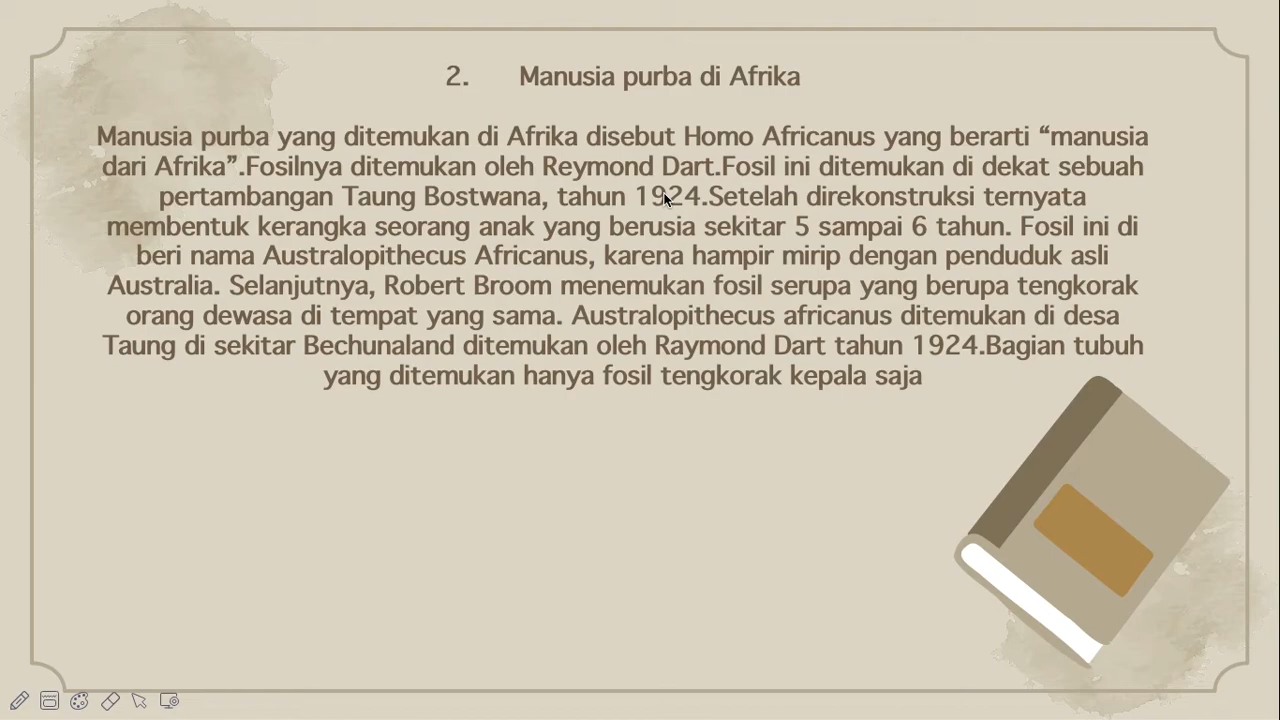 2. Manusia purba di Afrika
Manusia purba yang ditemukan di Afrika disebut Homo Africanus yang berarti “manusia
dari Afrika”.Fosilnya ditemukan oleh Reymond Dart.Fosil ini ditemukan di dekat sebuah
pertambangan Taung Bostwana, tahun 1924.Setelah direkonstruksi ternyata
membentuk kerangka seorang anak yang berusia sekitar 5 sampai 6 tahun. Fosil ini di
beri nama Australopithecus Africanus, karena hampir mirip dengan penduduk asli
Australia. Selanjutnya, Robert Broom menemukan fosil serupa yang berupa tengkorak
orang dewasa di tempat yang sama. Australopithecus africanus ditemukan di desa
Taung di sekitar Bechunaland ditemukan oleh Raymond Dart tahun 1924.Bagian tubuh
yang ditemukan hanya fosil tengkorak kepala saja